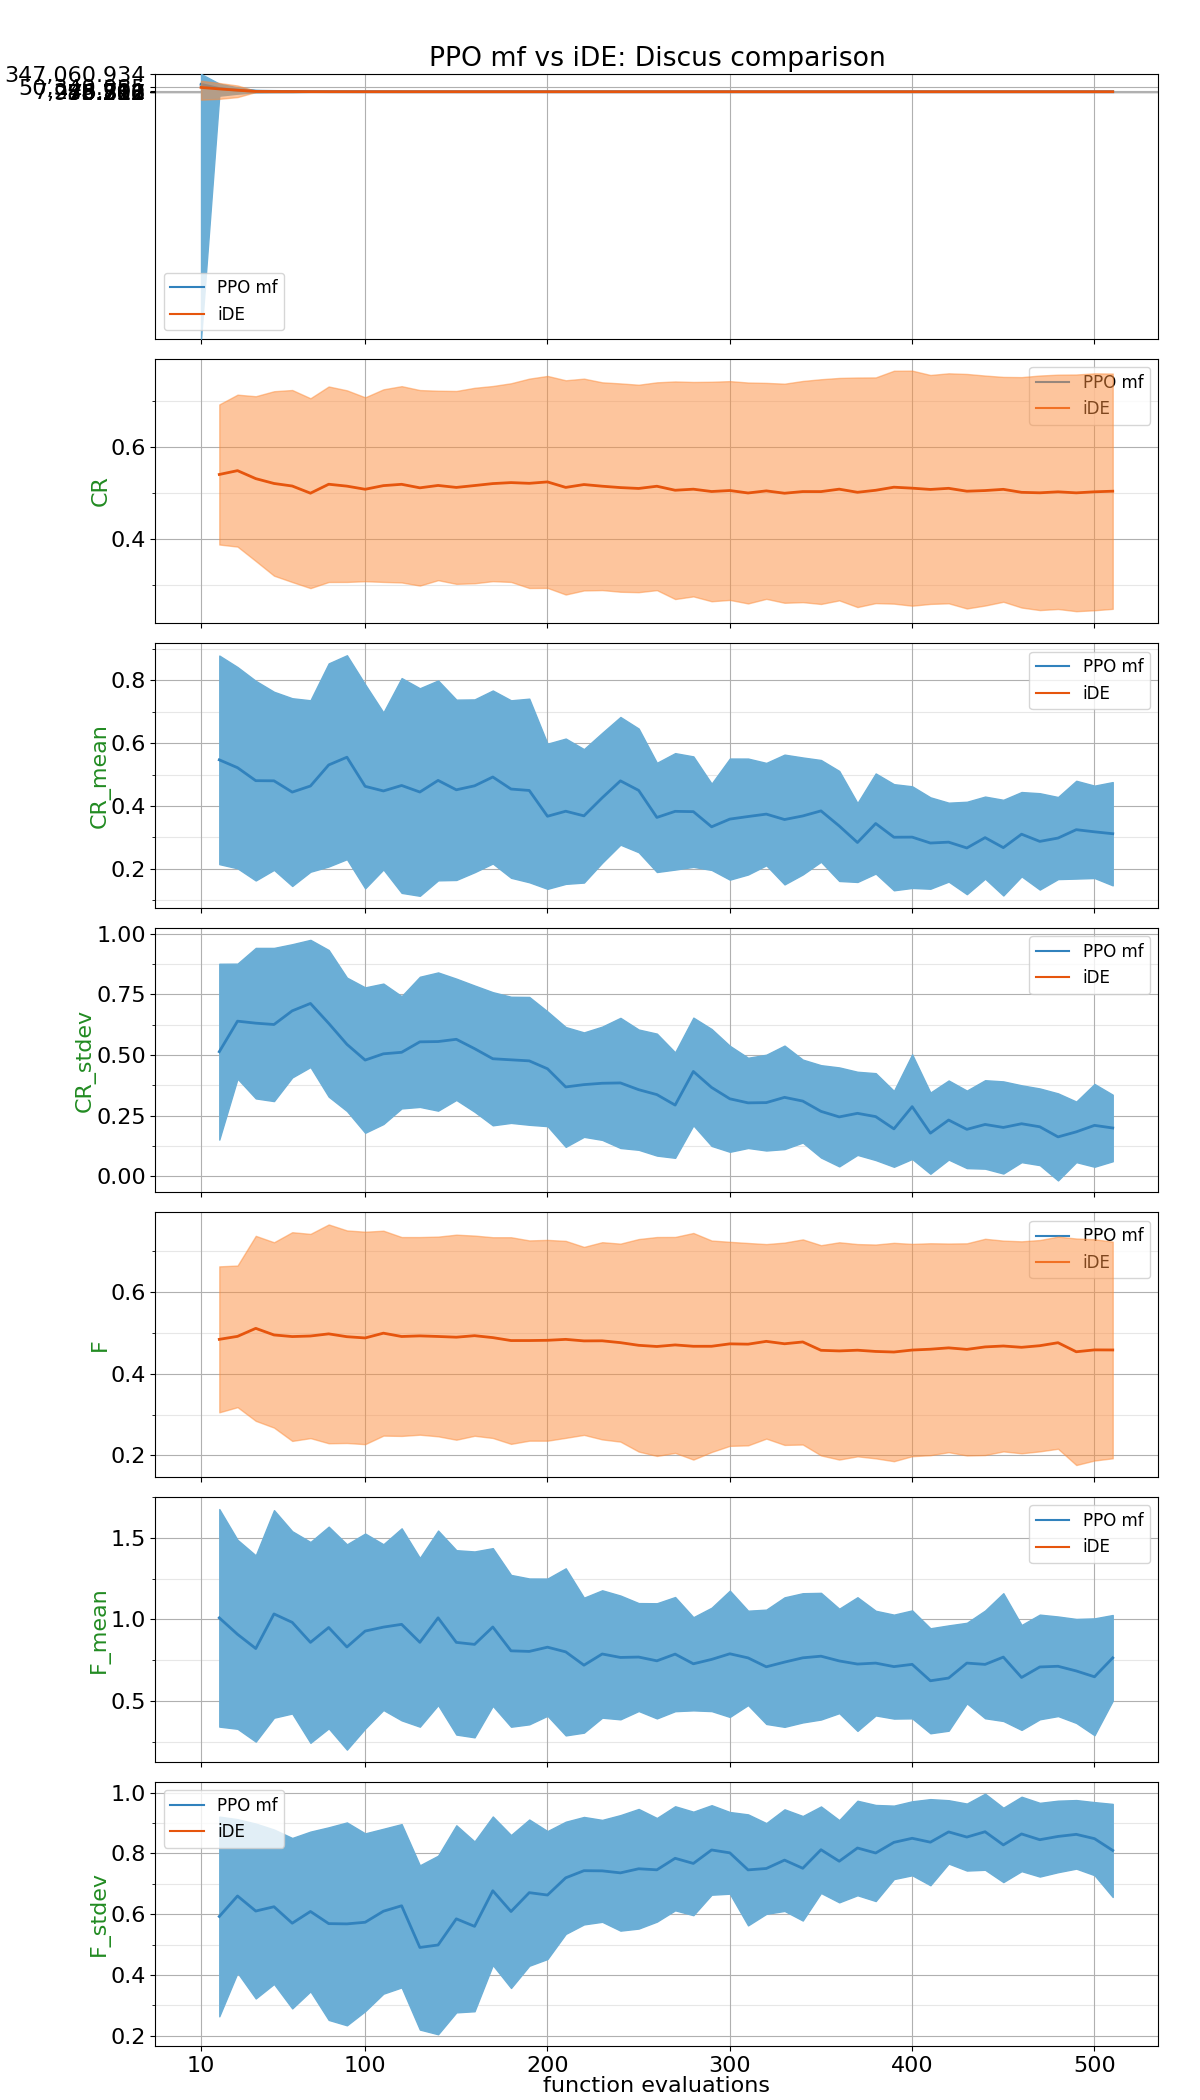 PPO mf vs iDE: Discus comparison
347,060.934
PPO mf
iDE
PPO mf
iDE
0.6
0.4
CR
PPO mf
iDE
0.8
0.6
0.4
0.2
CR_mean
PPO mf
iDE
1.00
0.75
0.50
0.25
0.00
CR_stdev
PPO mf
iDE
0.6
0.4
0.2
F
PPO mf
iDE
1.5
1.0
0.5
F_mean
PPO mf
iDE
1.0
0.8
0.6
0.4
0.2
F_stdev
10 100 200 300 400 500
function evaluations